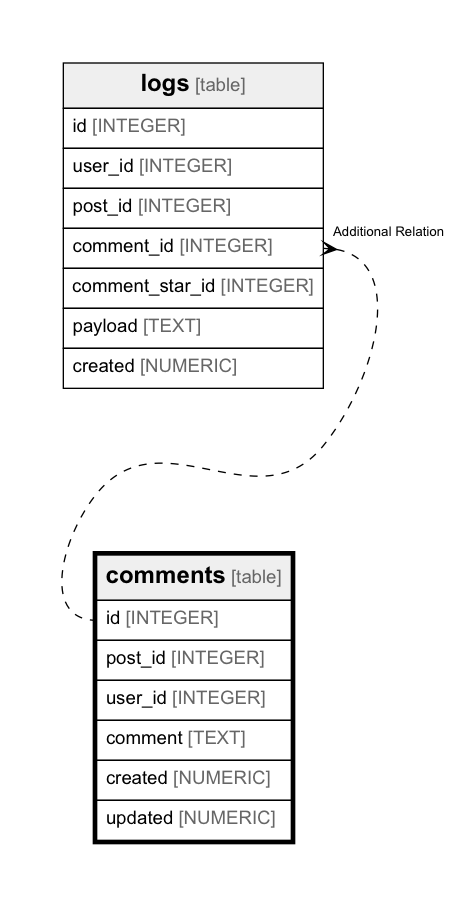 logs [table]
id [INTEGER]
user_id [INTEGER]
post_id [INTEGER]
comment_id [INTEGER]
Additional Relation
comment_star_id [INTEGER]
payload [TEXT]
created [NUMERIC]
comments [table]
id [INTEGER]
post_id [INTEGER]
user_id [INTEGER]
comment [TEXT]
created [NUMERIC]
updated [NUMERIC]